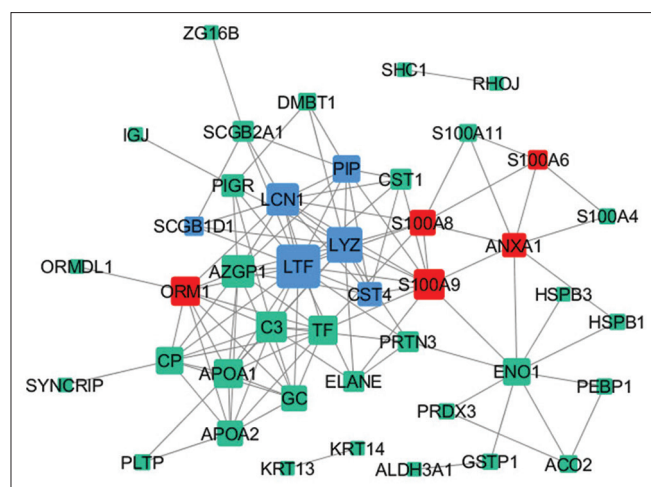 ZG16B
SHC1
RHOJ
DMBT1
IGJ
SCGB2A1
S100A11
S100A6
PIP
CST1
PIGR
LCN1
S100A8
S100A4
SCGB1D1
LYZ
ANXA1
ORMDL1
AZGP1
LTF
CST4
S100A9
ORM1
HSPB3
C3
TF
HSPB1
PRTN3
CP
APOA1
ELANE
ENO1
SYNCRIP
GC
PEBP1
PRDX3
APOA2
KRT14
PLTP
KRT13
ALDH3A1
GSTP1
ACO2